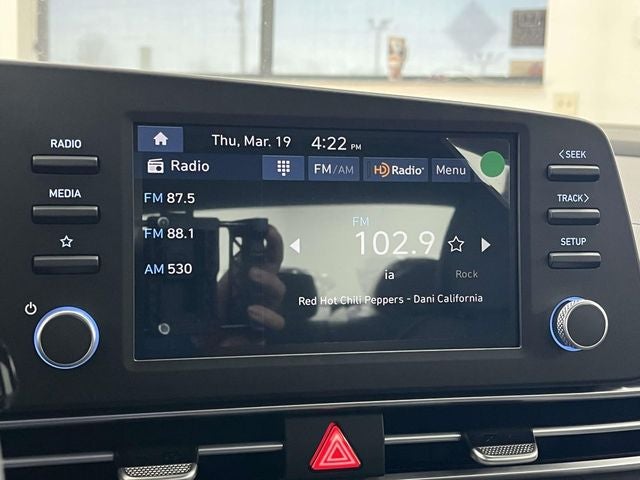 Thu, Mar. 19 4:22 PM
Radio FM/AM HD Radio Menu
FM 87.5
FM 88.1
AM 530
FM
102.9
ia Rock
Red Hot Chili Peppers - Dani California
RADIO
MEDIA
<SEEK
TRACK>
SETUP